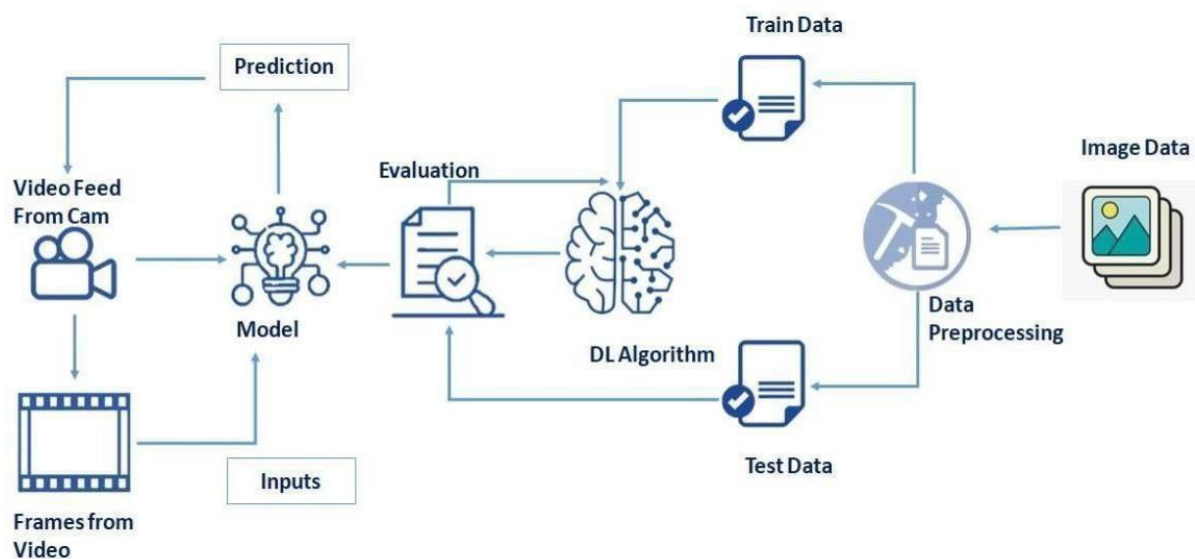 Train Data
Prediction
Image Data
Evaluation
Video Feed
From Cam
Model
Data
Preprocessing
DL Algorithm
Test Data
Inputs
Frames from
Video